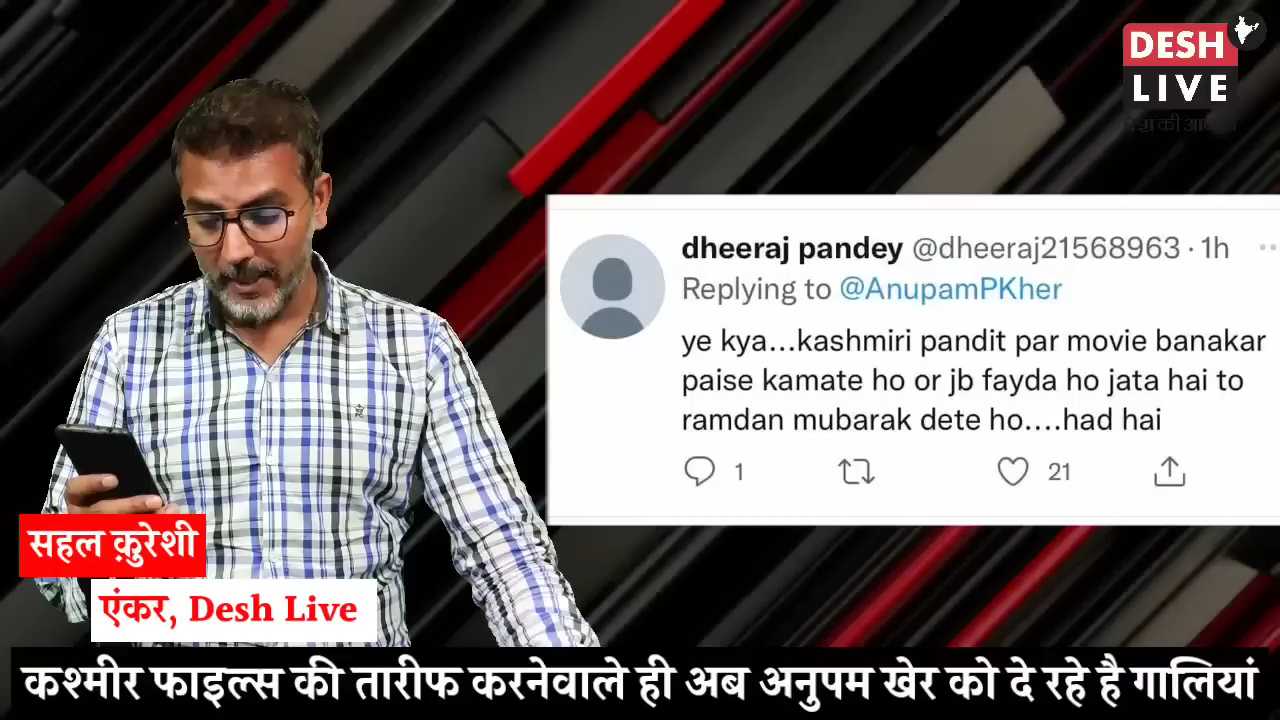 DESH
LIVE
देश की आवाज़
dheeraj pandey @dheeraj21568963 · 1h
Replying to @AnupamPKher
ye kya...kashmiri pandit par movie banakar
paise kamate ho or jb fayda ho jata hai to
ramdan mubarak dete ho....had hai
1
21
सहल क़ुरेशी
एंकर, Desh Live
कश्मीर फाइल्स की तारीफ करनेवाले ही अब अनुपम खेर को दे रहे है गालियां